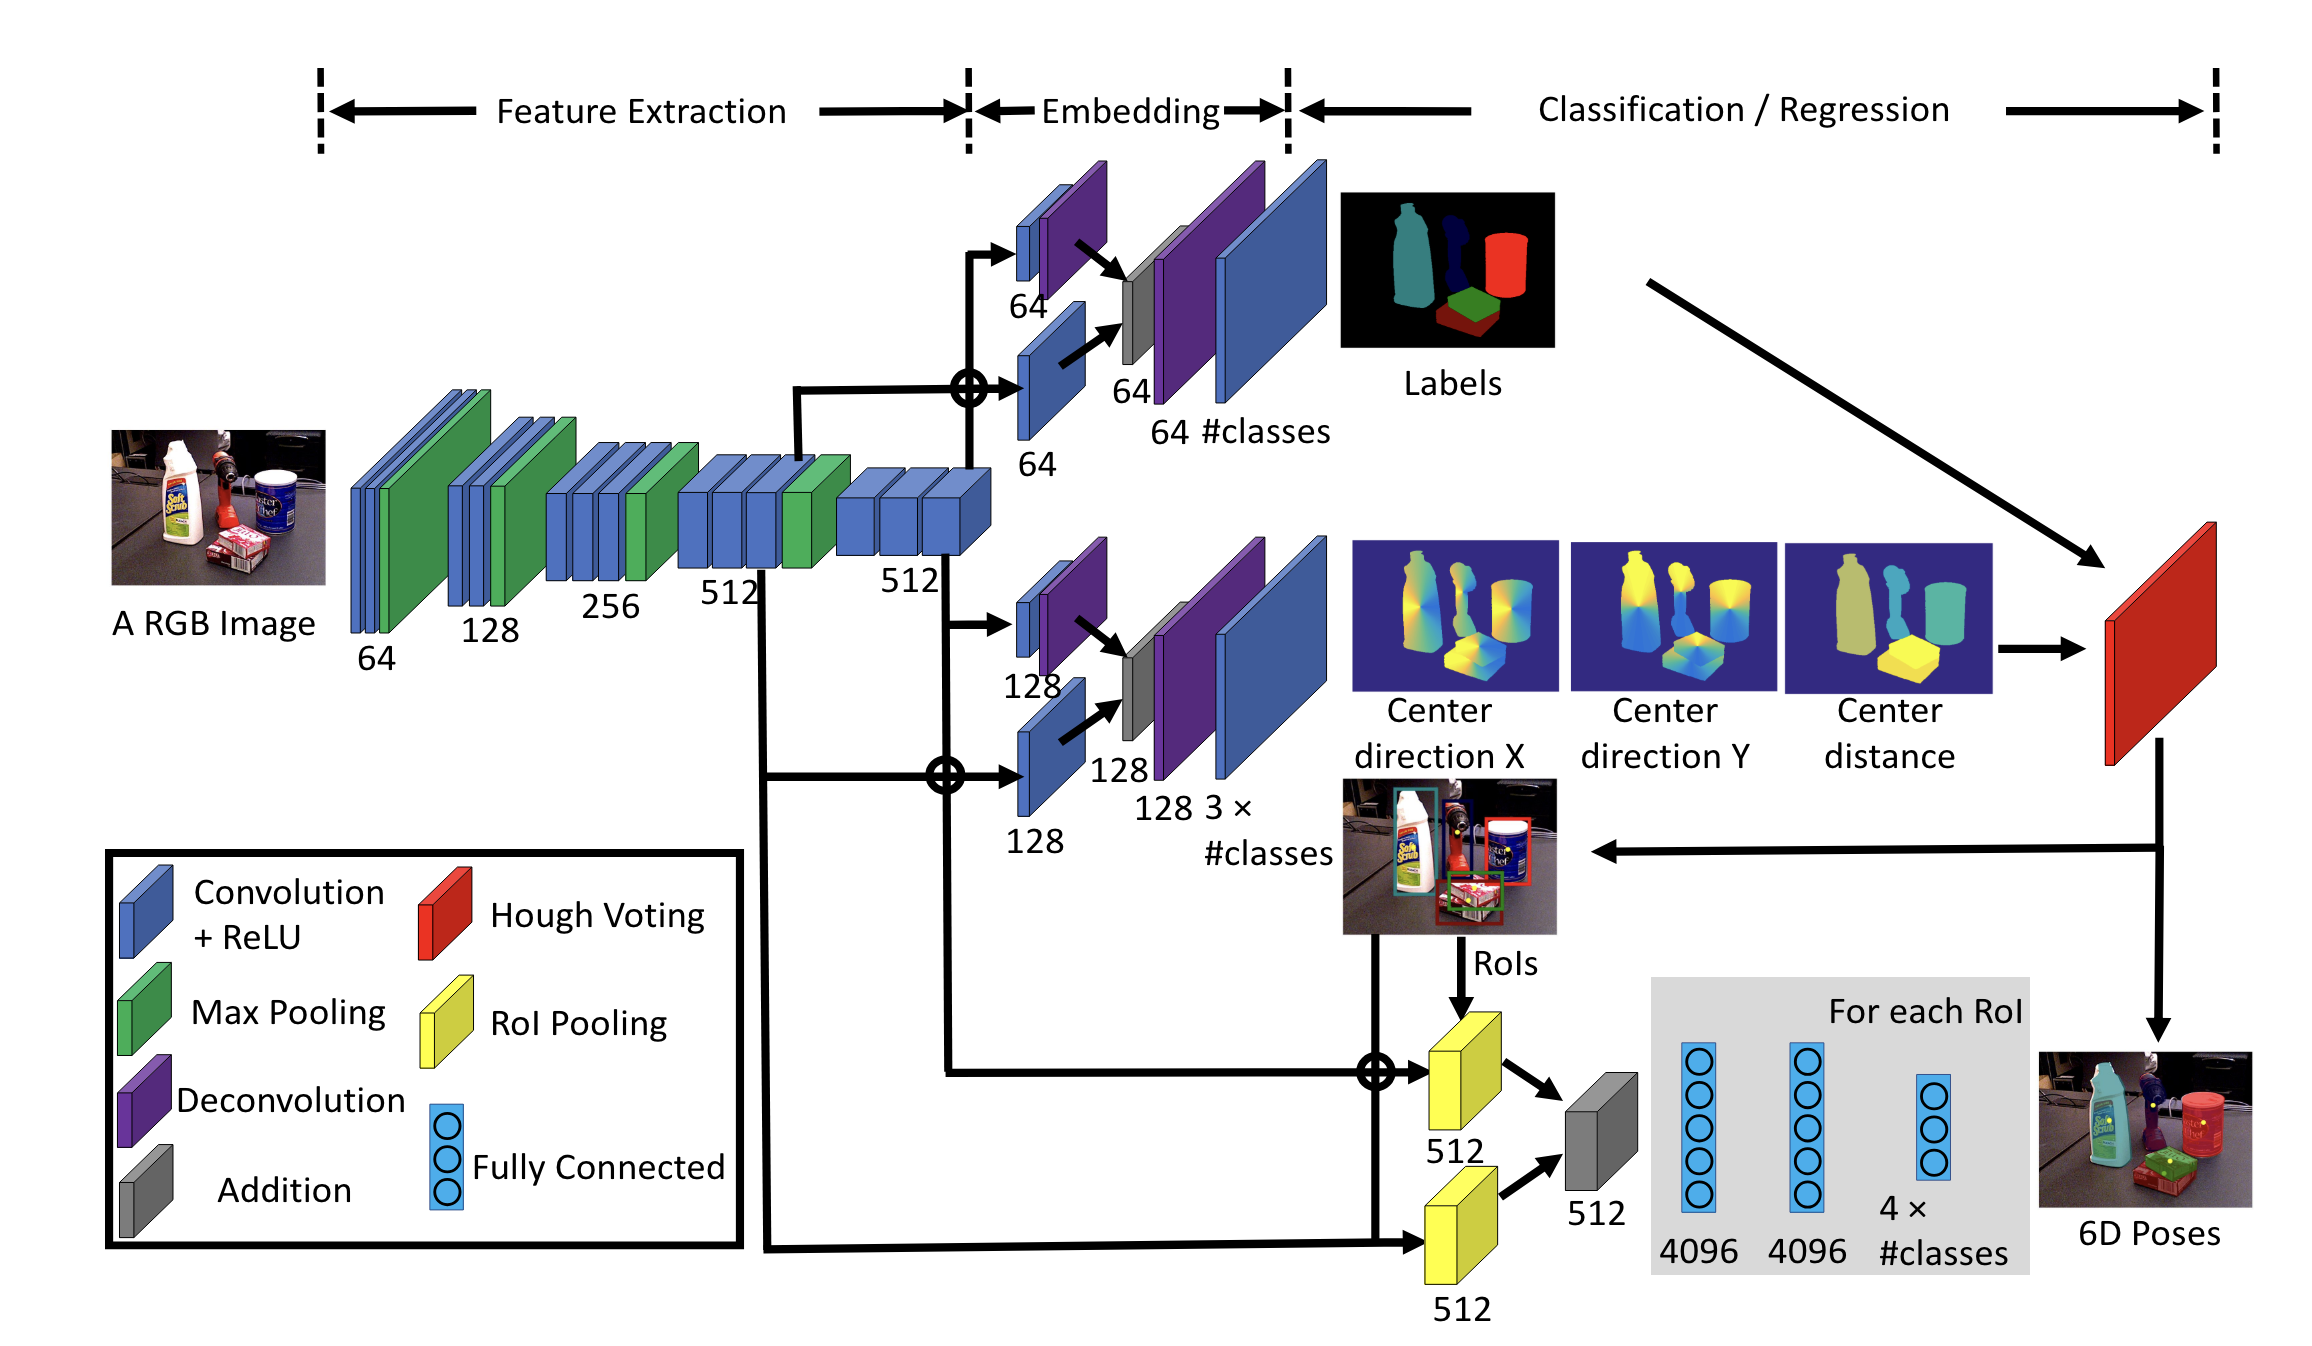 Feature Extraction
Embedding
Classification / Regression
64
64
64
64 #classes
Labels
A RGB Image
64
128
256
512
512
128
128
128
128
3 ×
#classes
Center
direction X
Center
direction Y
Center
distance
RoIs
Convolution
+ ReLU
Max Pooling
Deconvolution
Addition
Hough Voting
RoI Pooling
Fully Connected
512
512
512
For each RoI
4096
4096
4 ×
#classes
6D Poses
Soft
Scrub